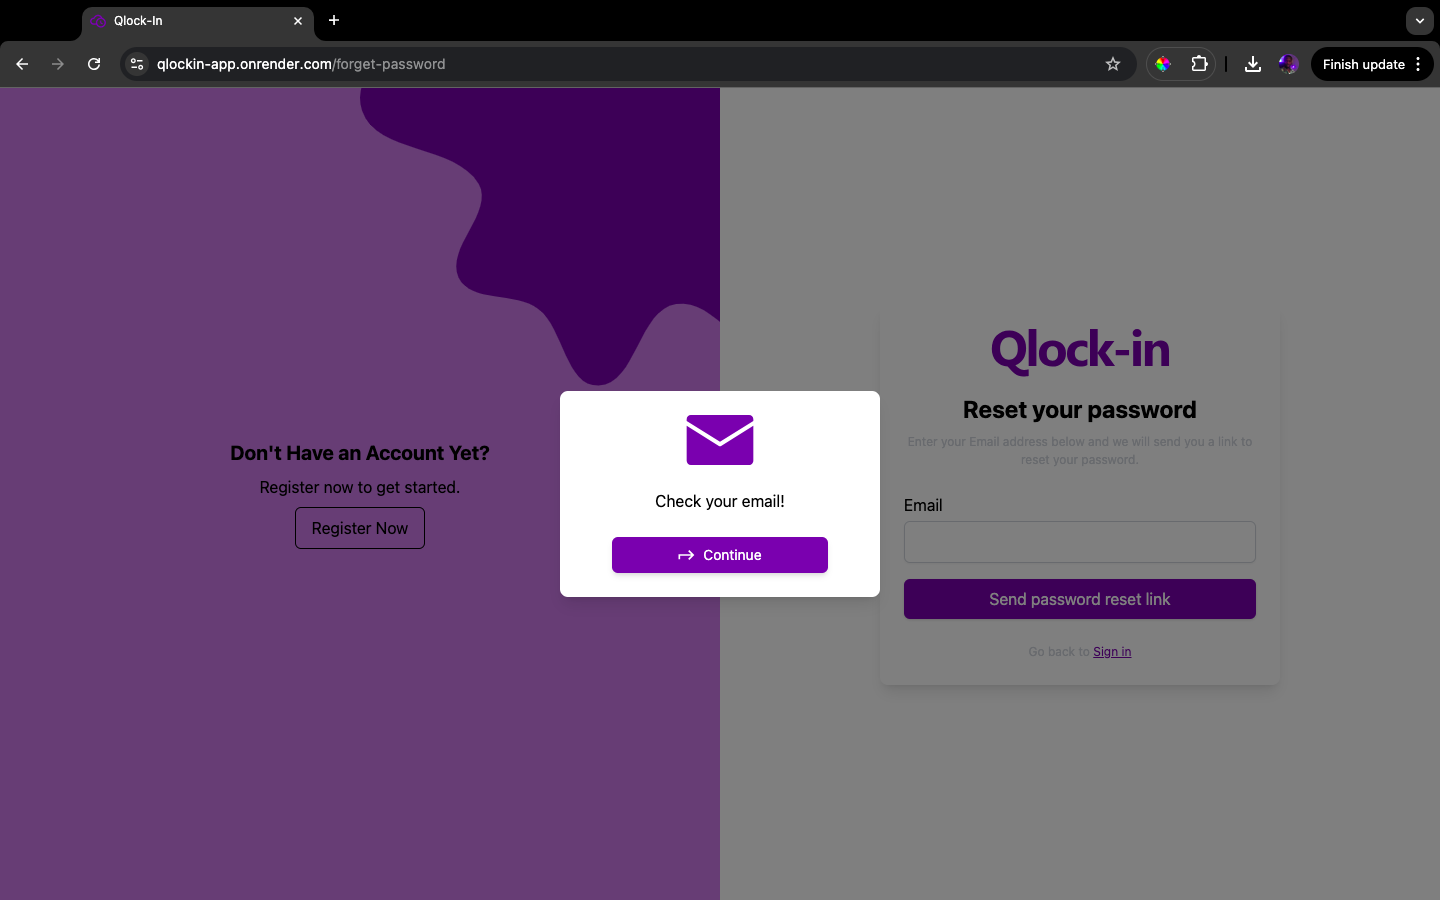 Qlock-In
qlockin-app.onrender.com/forget-password
Finish update
Don't Have an Account Yet?
Register now to get started.
Register Now
Check your email!
Continue
Qlock-in
Reset your password
Enter your Email address below and we will send you a link to
reset your password.
Email
Send password reset link
Go back to Sign in